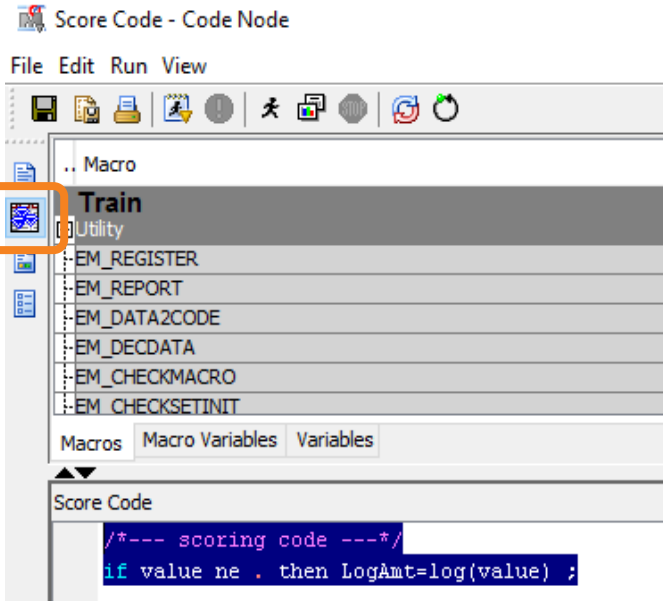 Score Code - Code Node
File Edit Run View
.. Macro
Train
Utility
EM_REGISTER
EM_REPORT
EM_DATA2CODE
EM_DECDATA
EM_CHECKMACRO
EM_CHECKSETINIT
Macros Macro Variables Variables
Score Code
/*--- scoring code ---*/
if value ne . then LogAmt=log(value) ;